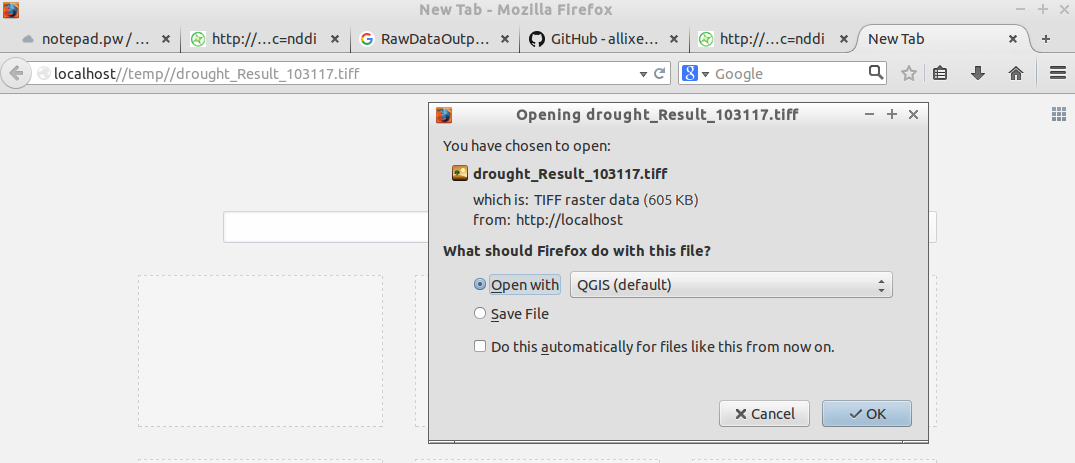 New Tab - Mozilla Firefox
notepad.pw / ... http://...c=nddi RawDataOutp... GitHub - allixe... http://...c=nddi New Tab
localhost//temp//drought_Result_103117.tiff Google
Opening drought_Result_103117.tiff
You have chosen to open:
drought_Result_103117.tiff
which is: TIFF raster data (605 KB)
from: http://localhost
What should Firefox do with this file?
Open with QGIS (default)
Save File
Do this automatically for files like this from now on.
Cancel OK